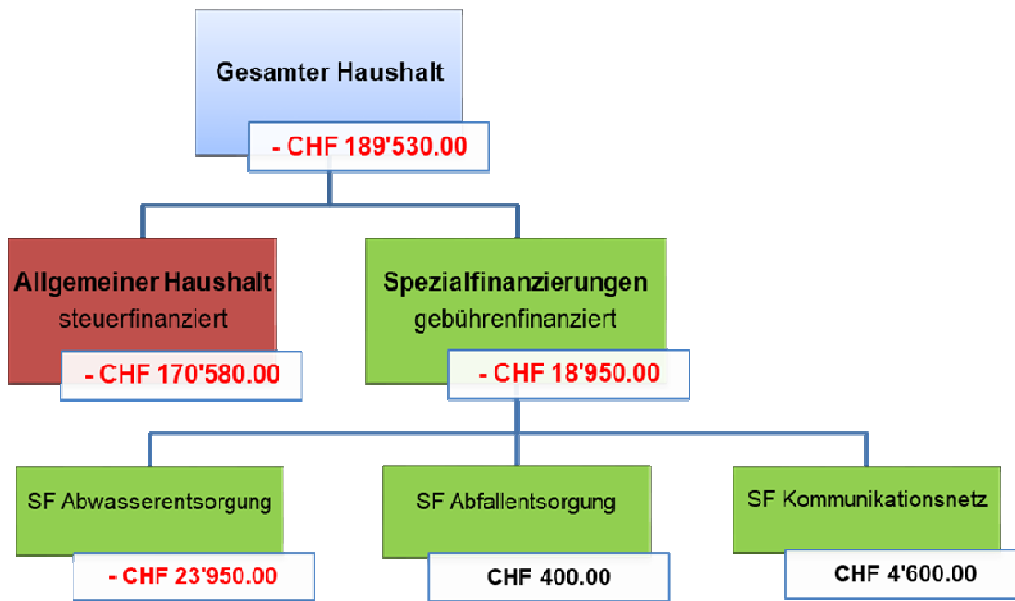 Gesamter Haushalt
- CHF 189'530.00
Allgemeiner Haushalt
steuerfinanziert
- CHF 170'580.00
Spezialfinanzierungen
gebührenfinanziert
- CHF 18'950.00
SF Abwasserentsorgung
- CHF 23'950.00
SF Abfallentsorgung
CHF 400.00
SF Kommunikationsnetz
CHF 4'600.00